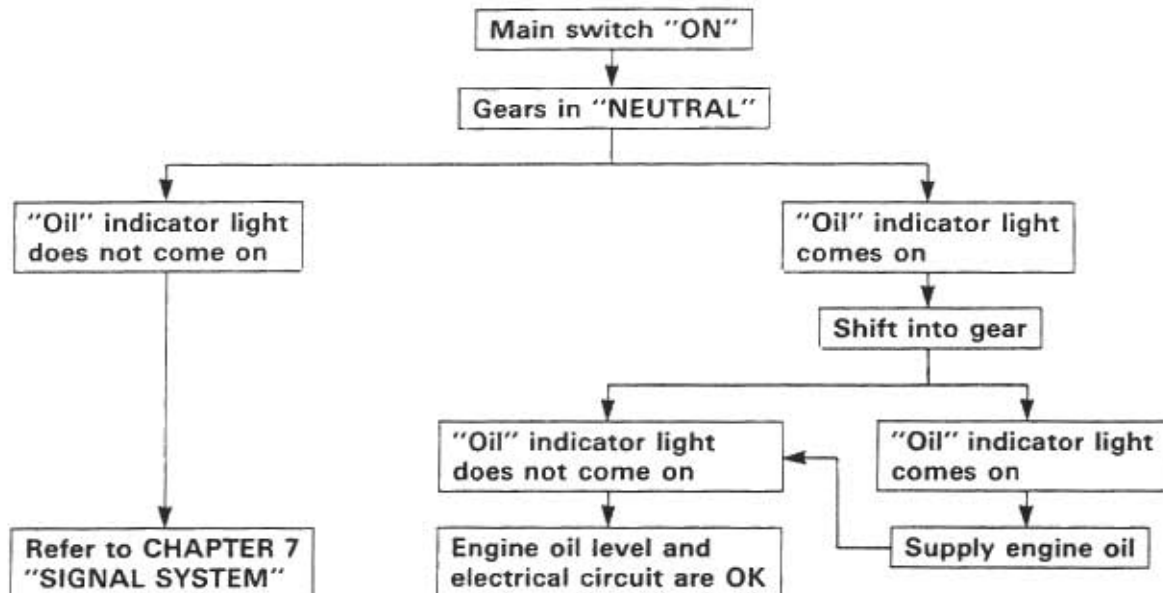 Main switch "ON"
Gears in "NEUTRAL"
"Oil" indicator light
does not come on
"Oil" indicator light
comes on
Shift into gear
"Oil" indicator light
does not come on
"Oil" indicator light
comes on
Refer to CHAPTER 7
"SIGNAL SYSTEM"
Engine oil level and
electrical circuit are OK
Supply engine oil